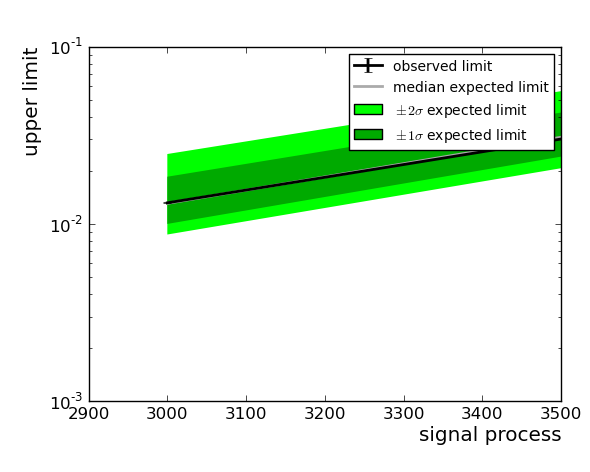 10⁻¹
upper limit
observed limit
median expected limit
±2σ expected limit
±1σ expected limit
10⁻²
10⁻³
2900 3000 3100 3200 3300 3400 3500
signal process